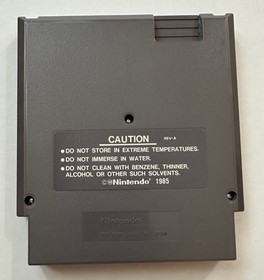 CAUTION REV-A
•DO NOT STORE IN EXTREME TEMPERATURES.
•DO NOT IMMERSE IN WATER.
•DO NOT CLEAN WITH BENZENE, THINNER,
ALCOHOL OR OTHER SUCH SOLVENTS.
©®Nintendo® 1985
Nintendo